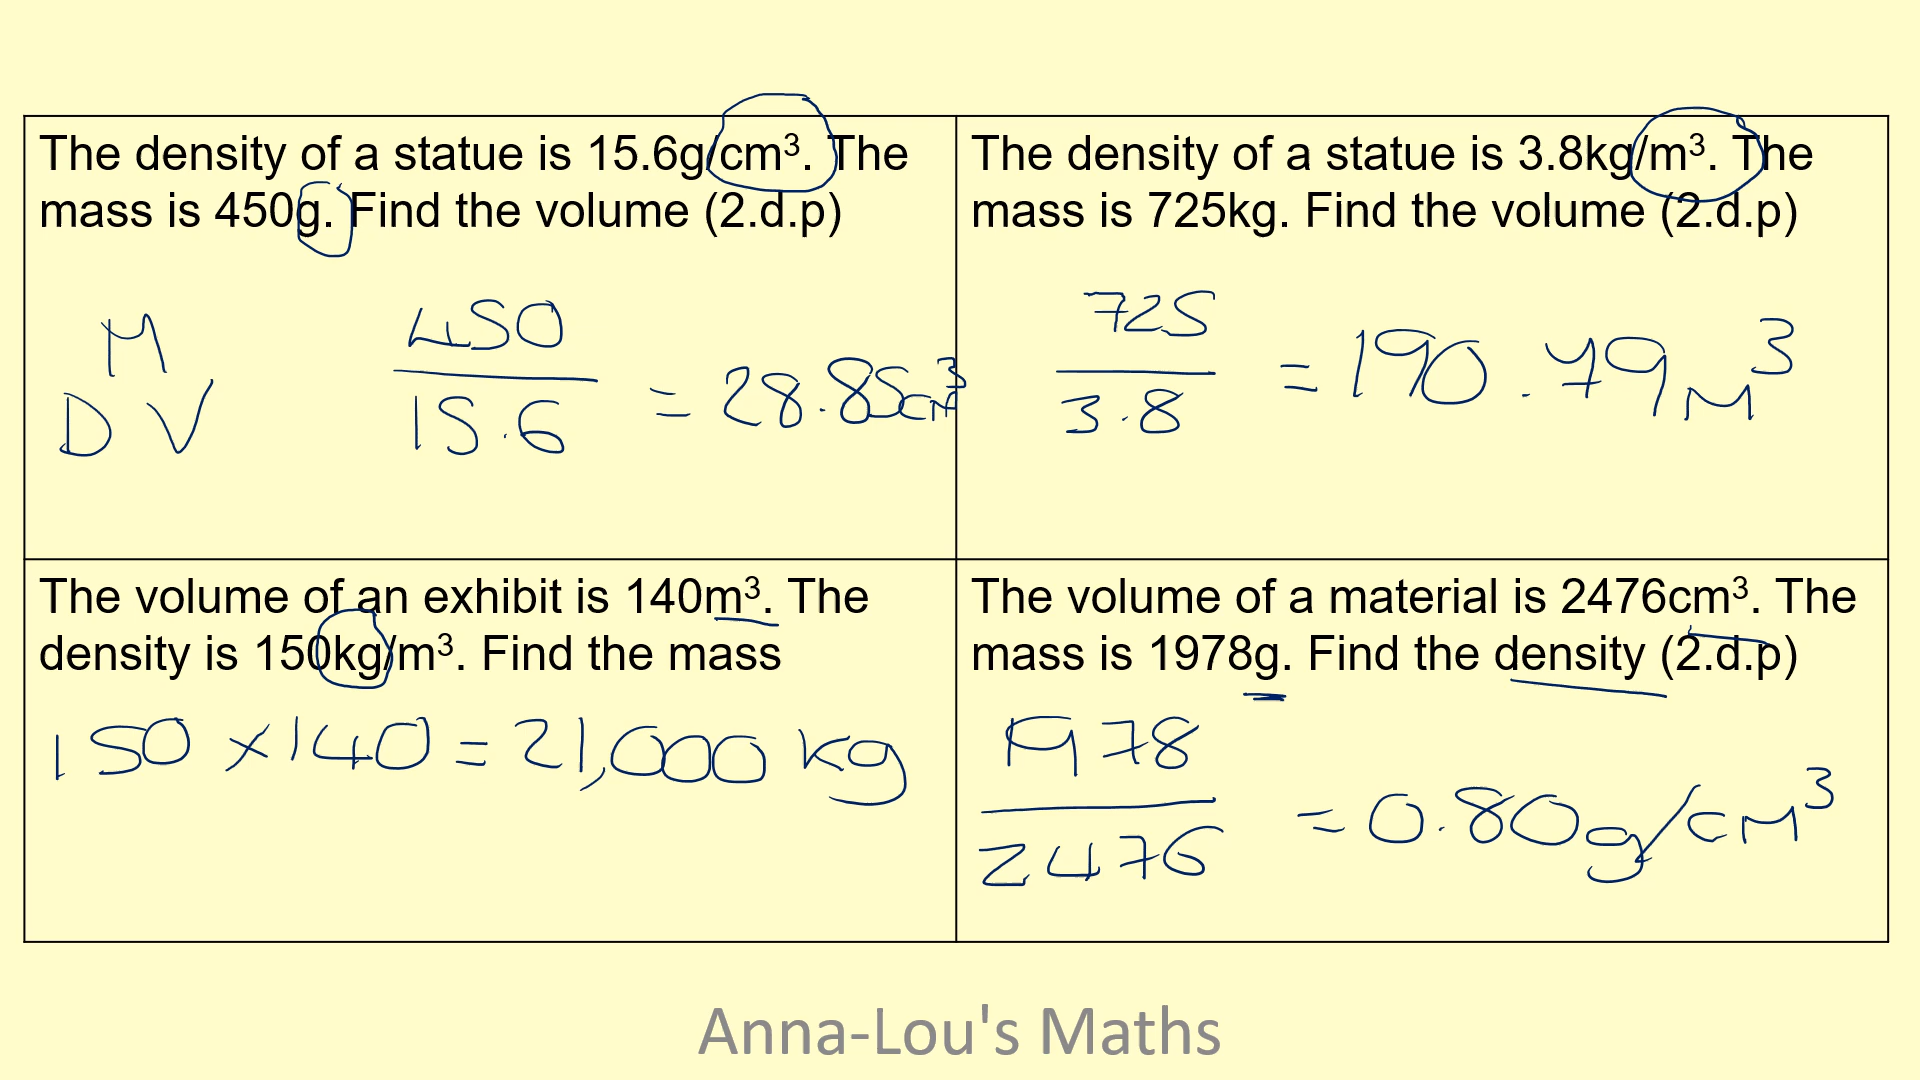 The density of a statue is 15.6g/cm³. The
mass is 450g. Find the volume (2.d.p)
M
D V
450
15.6
= 28.85cm³
The density of a statue is 3.8kg/m³. The
mass is 725kg. Find the volume (2.d.p)
725
3.8
= 190.79m³
The volume of an exhibit is 140m³. The
density is 150kg/m³. Find the mass
150 × 140 = 21,000 kg
The volume of a material is 2476cm³. The
mass is 1978g. Find the density (2.d.p)
1978
2476
= 0.80g/cm³
Anna-Lou's Maths